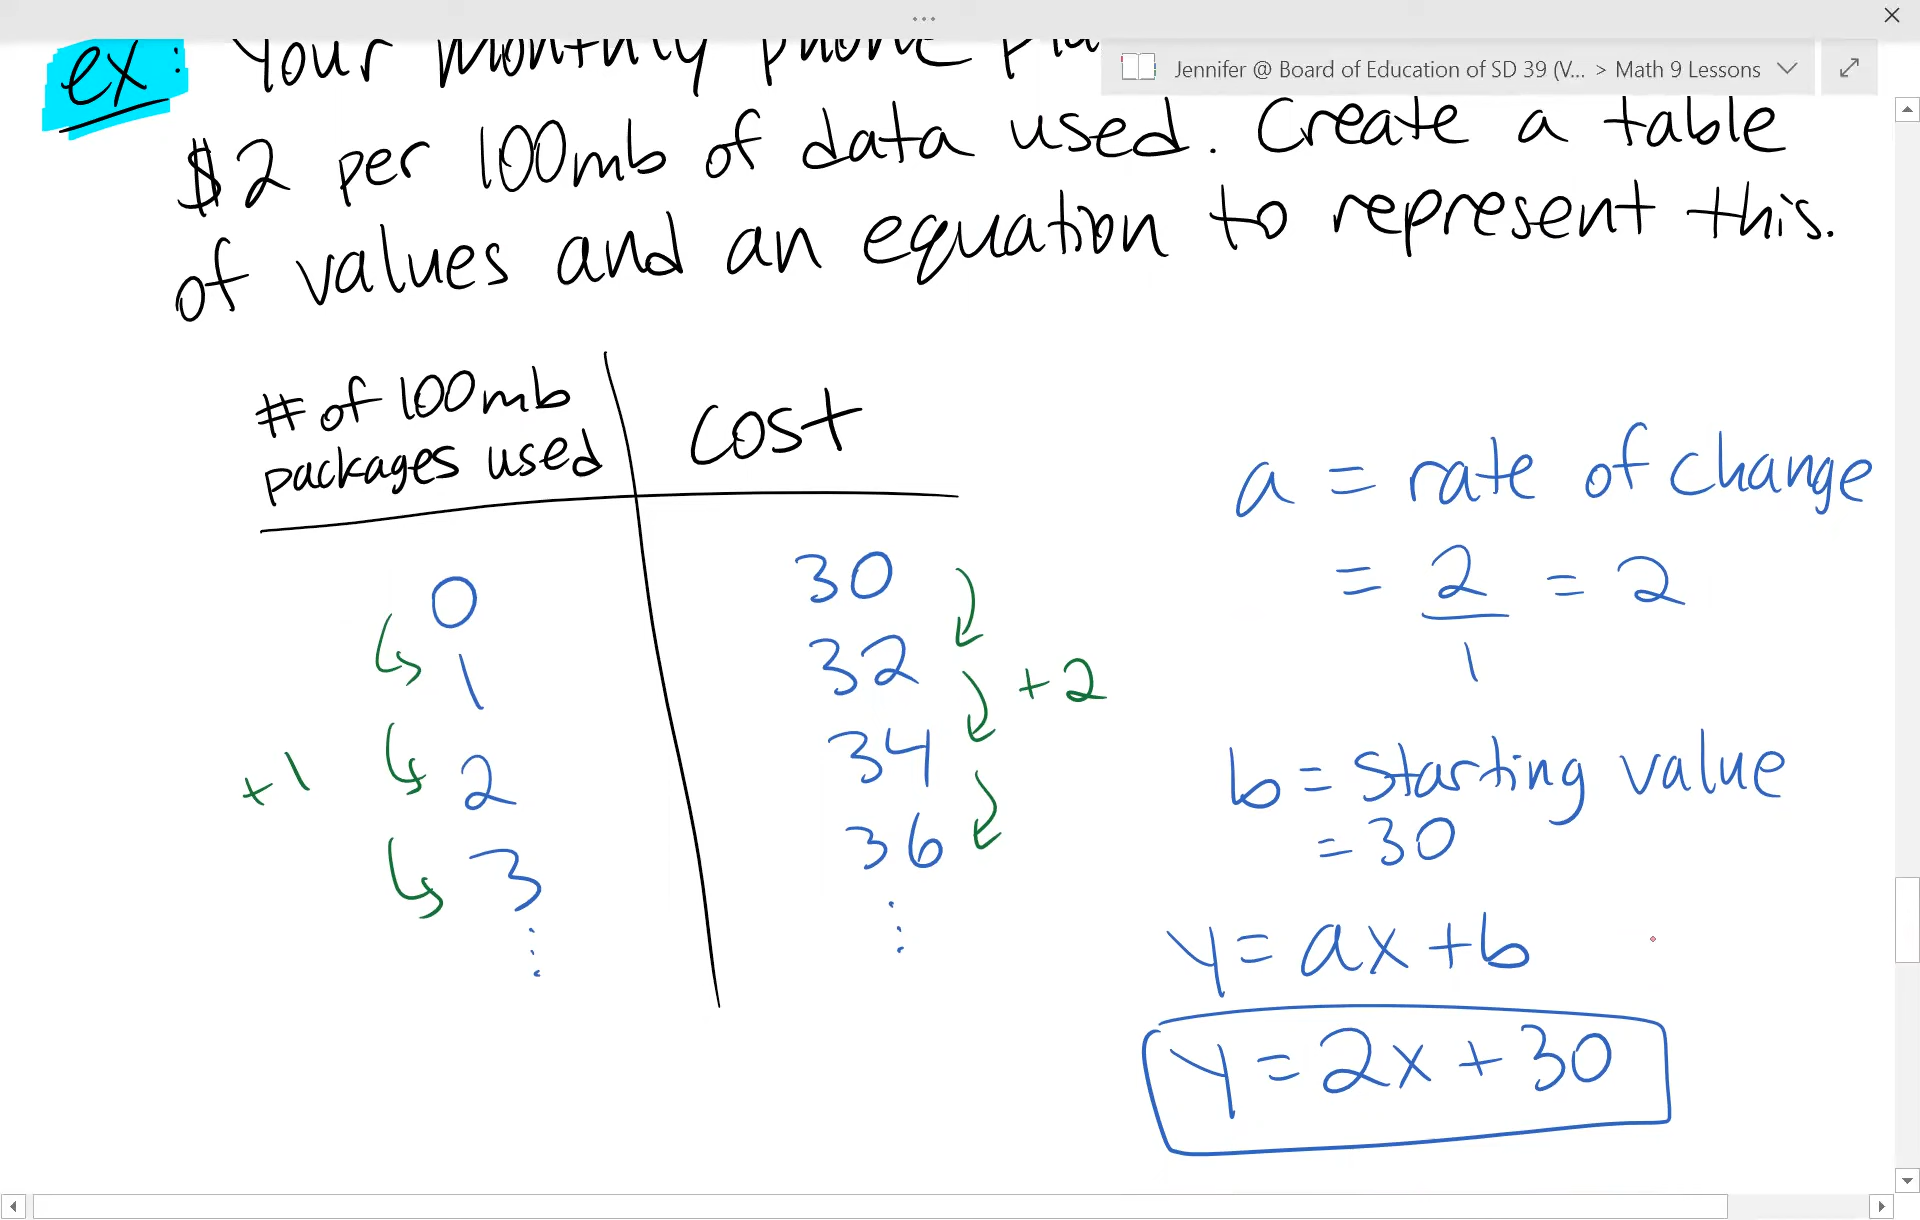 Jennifer @ Board of Education of SD 39 (V... > Math 9 Lessons
ex: Your monthly phone
$2 per 100mb of data used. Create a table
of values and an equation to represent this.
# of 100mb
packages used
cost
0 30
1 32
2 34
3 36
⋮ ⋮
+1
+2
a = rate of change
= 2/1 = 2
b = starting value
= 30
y = ax + b
y = 2x + 30